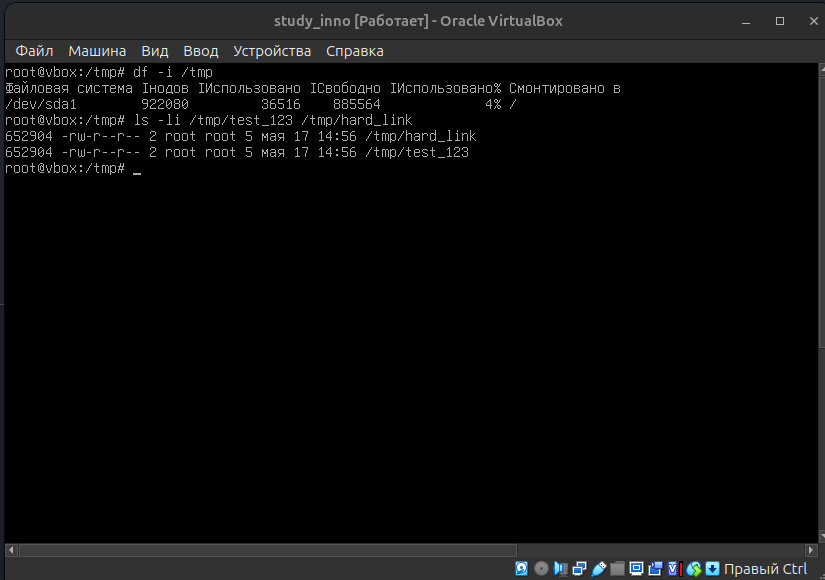 study_inno [Работает] - Oracle VirtualBox
Файл Машина Вид Ввод Устройства Справка
root@vbox:/tmp# df -i /tmp
Файловая система Iнодов IИспользовано IСвободно IИспользовано% Смонтировано в
/dev/sda1 922080 36516 885564 4% /
root@vbox:/tmp# ls -li /tmp/test_123 /tmp/hard_link
652904 -rw-r--r-- 2 root root 5 мая 17 14:56 /tmp/hard_link
652904 -rw-r--r-- 2 root root 5 мая 17 14:56 /tmp/test_123
root@vbox:/tmp# _
Правый Ctrl